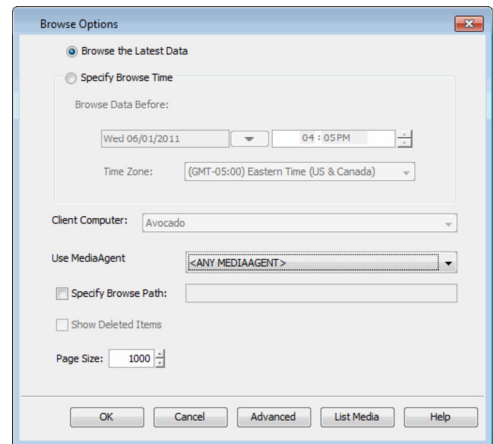 Browse Options
Browse the Latest Data
Specify Browse Time
Browse Data Before:
Wed 06/01/2011
04 : 05 PM
Time Zone:
(GMT-05:00) Eastern Time (US & Canada)
Client Computer:
Avocado
Use MediaAgent
<ANY MEDIAAGENT>
Specify Browse Path:
Show Deleted Items
Page Size:
1000
OK
Cancel
Advanced
List Media
Help